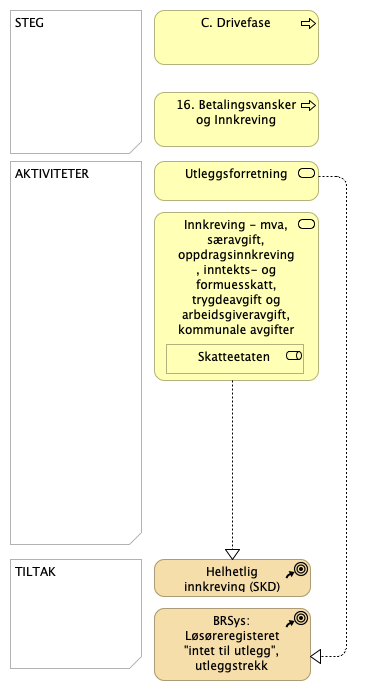 STEG
C. Drivefase
16. Betalingsvansker
og Innkreving
AKTIVITETER
Utleggsforretning
Innkreving - mva,
særavgift,
oppdragsinnkreving
, inntekts- og
formuesskatt,
trygdeavgift og
arbeidsgiveravgift,
kommunale avgifter
Skatteetaten
TILTAK
Helhetlig
innkreving (SKD)
BRSys:
Løsøreregisteret
"intet til utlegg",
utleggstrekk